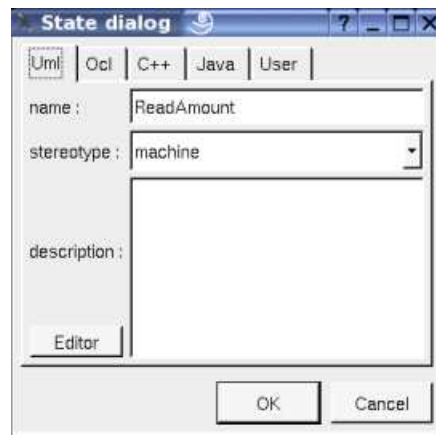 State dialog ? _
Uml Ocl C++ Java User
name : ReadAmount
stereotype : machine
description :
Editor
OK Cancel